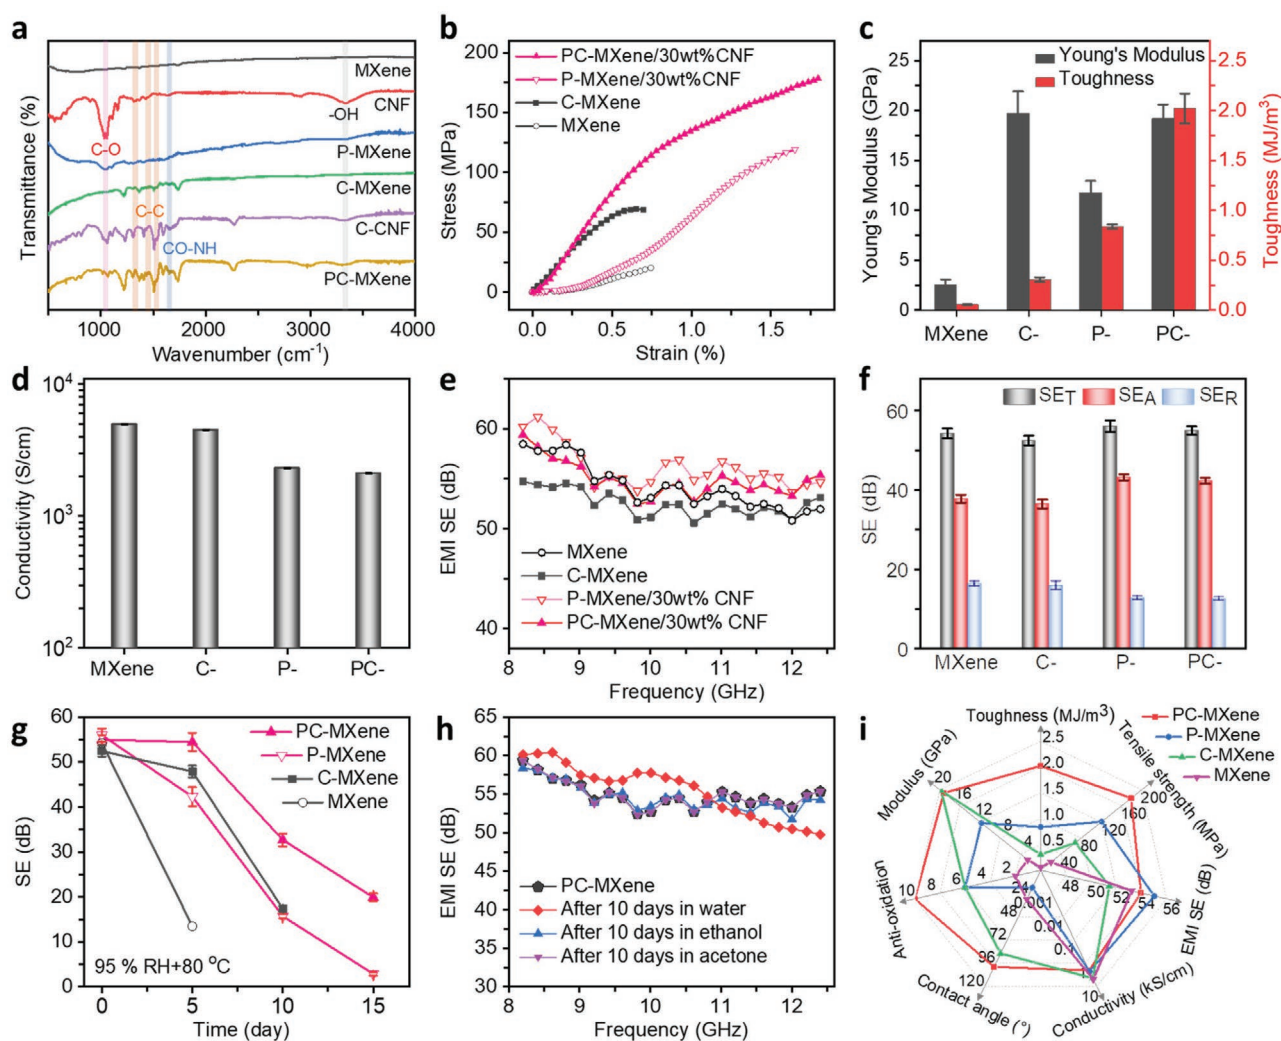 a
Transmittance (%)
MXene
CNF
-OH
C-O
P-MXene
C-MXene
C-C
C-CNF
CO-NH
PC-MXene
1000 2000 3000 4000
Wavenumber (cm⁻¹)
b
Stress (MPa)
200
175
150
125
100
75
50
25
0
PC-MXene/30wt%CNF
P-MXene/30wt%CNF
C-MXene
MXene
0.0 0.5 1.0 1.5
Strain (%)
c
Young's Modulus (GPa)
25
20
15
10
5
0
Young's Modulus
Toughness
2.5
2.0
1.5
1.0
0.5
0.0
Toughness (MJ/m³)
MXene C- P- PC-
d
Conductivity (S/cm)
10⁴
10³
10²
MXene C- P- PC-
e
EMI SE (dB)
60
50
40
MXene
C-MXene
P-MXene/30wt% CNF
PC-MXene/30wt% CNF
8 9 10 11 12
Frequency (GHz)
f
SE (dB)
60
40
20
0
SET SEA SER
MXene C- P- PC-
g
SE (dB)
60
50
40
30
20
10
0
PC-MXene
P-MXene
C-MXene
MXene
95 % RH+80 °C
0 5 10 15
Time (day)
h
EMI SE (dB)
65
60
55
50
45
40
35
30
PC-MXene
After 10 days in water
After 10 days in ethanol
After 10 days in acetone
8 9 10 11 12
Frequency (GHz)
i
PC-MXene
P-MXene
C-MXene
MXene
Toughness (MJ/m³)
2.5
2.0
1.5
1.0
0.5
Tensile strength (MPa)
200
160
120
80
40
EMI SE (dB)
48
50
52
54
56
Conductivity (kS/cm)
0.001
0.1
10
Contact angle (°)
24
48
72
96
120
Anti-oxidation
2
4
6
8
10
Modulus (GPa)
4
8
12
16
20